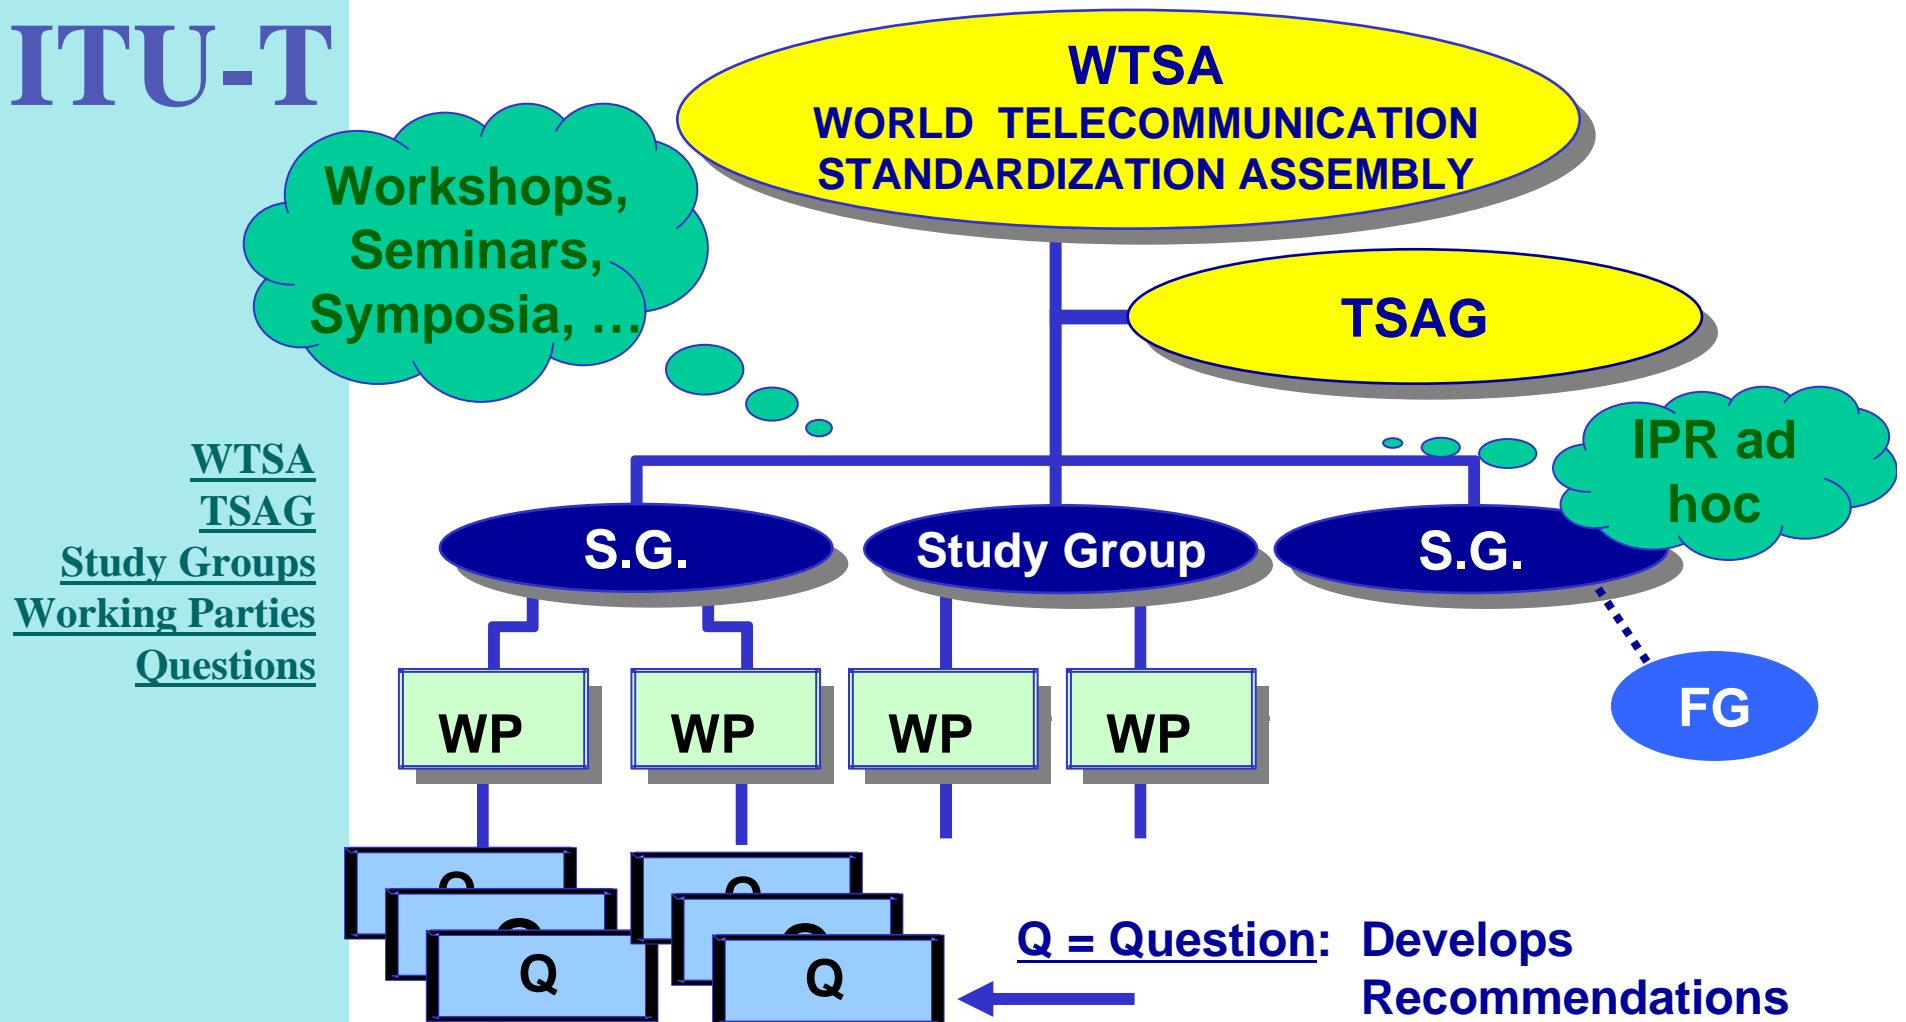 ITU-T
WTSA
WORLD TELECOMMUNICATION
STANDARDIZATION ASSEMBLY
Workshops,
Seminars,
Symposia, ...
TSAG
IPR ad
hoc
WTSA
TSAG
Study Groups
Working Parties
Questions
S.G.
Study Group
S.G.
FG
WP
WP
WP
WP
Q
Q
Q
Q
Q
Q
Q = Question: Develops
Recommendations